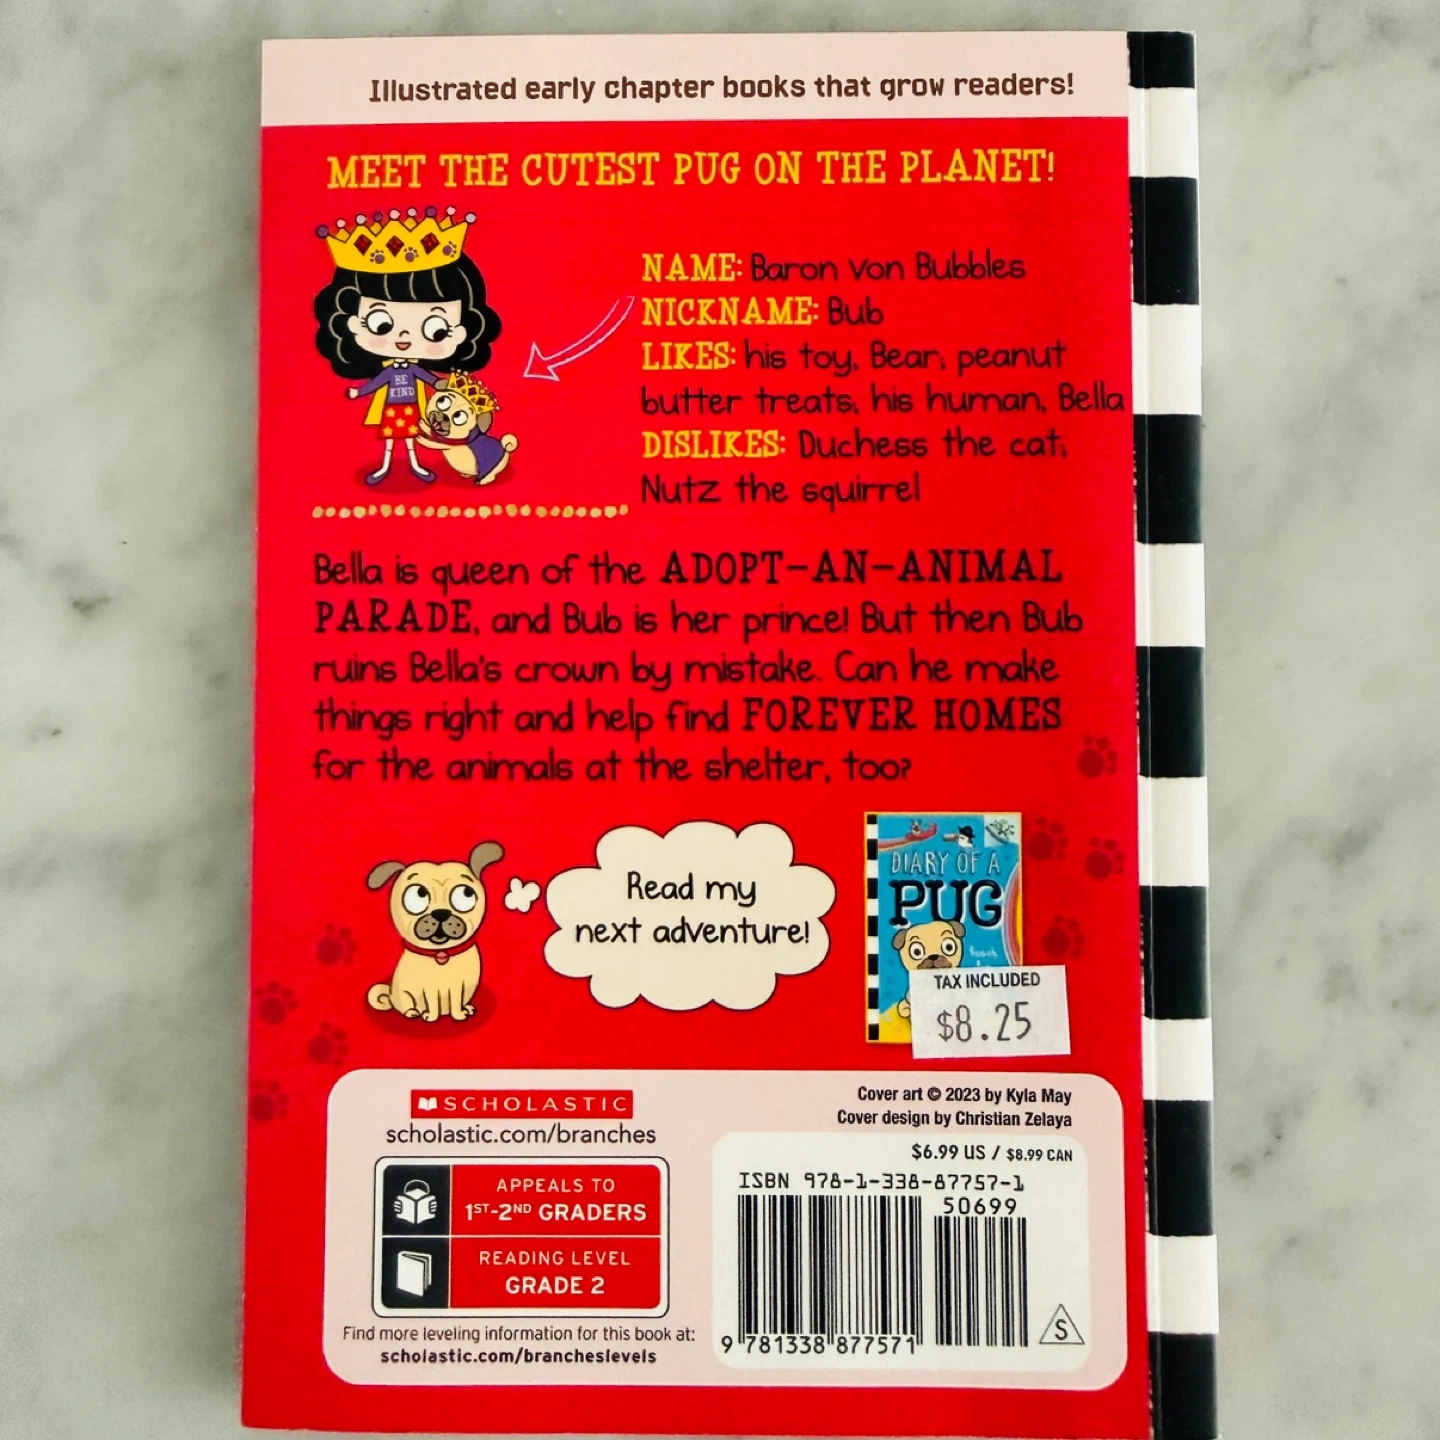 Illustrated early chapter books that grow readers!
MEET THE CUTEST PUG ON THE PLANET!
NAME: Baron von Bubbles
NICKNAME: Bub
LIKES: his toy, Bear; peanut
butter treats; his human, Bella
DISLIKES: Duchess the cat;
Nutz the squirrel
BE
KIND
Bella is queen of the ADOPT-AN-ANIMAL
PARADE, and Bub is her prince! But then Bub
ruins Bella's crown by mistake. Can he make
things right and help find FOREVER HOMES
for the animals at the shelter, too?
Read my
next adventure!
DIARY OF A
PUG
TAX INCLUDED
$8.25
SCHOLASTIC
scholastic.com/branches
APPEALS TO
1ST-2ND GRADERS
READING LEVEL
GRADE 2
Find more leveling information for this book at:
scholastic.com/brancheslevels
Cover art © 2023 by Kyla May
Cover design by Christian Zelaya
$6.99 US / $8.99 CAN
ISBN 978-1-338-87757-1
50699
9 781338 877571
S